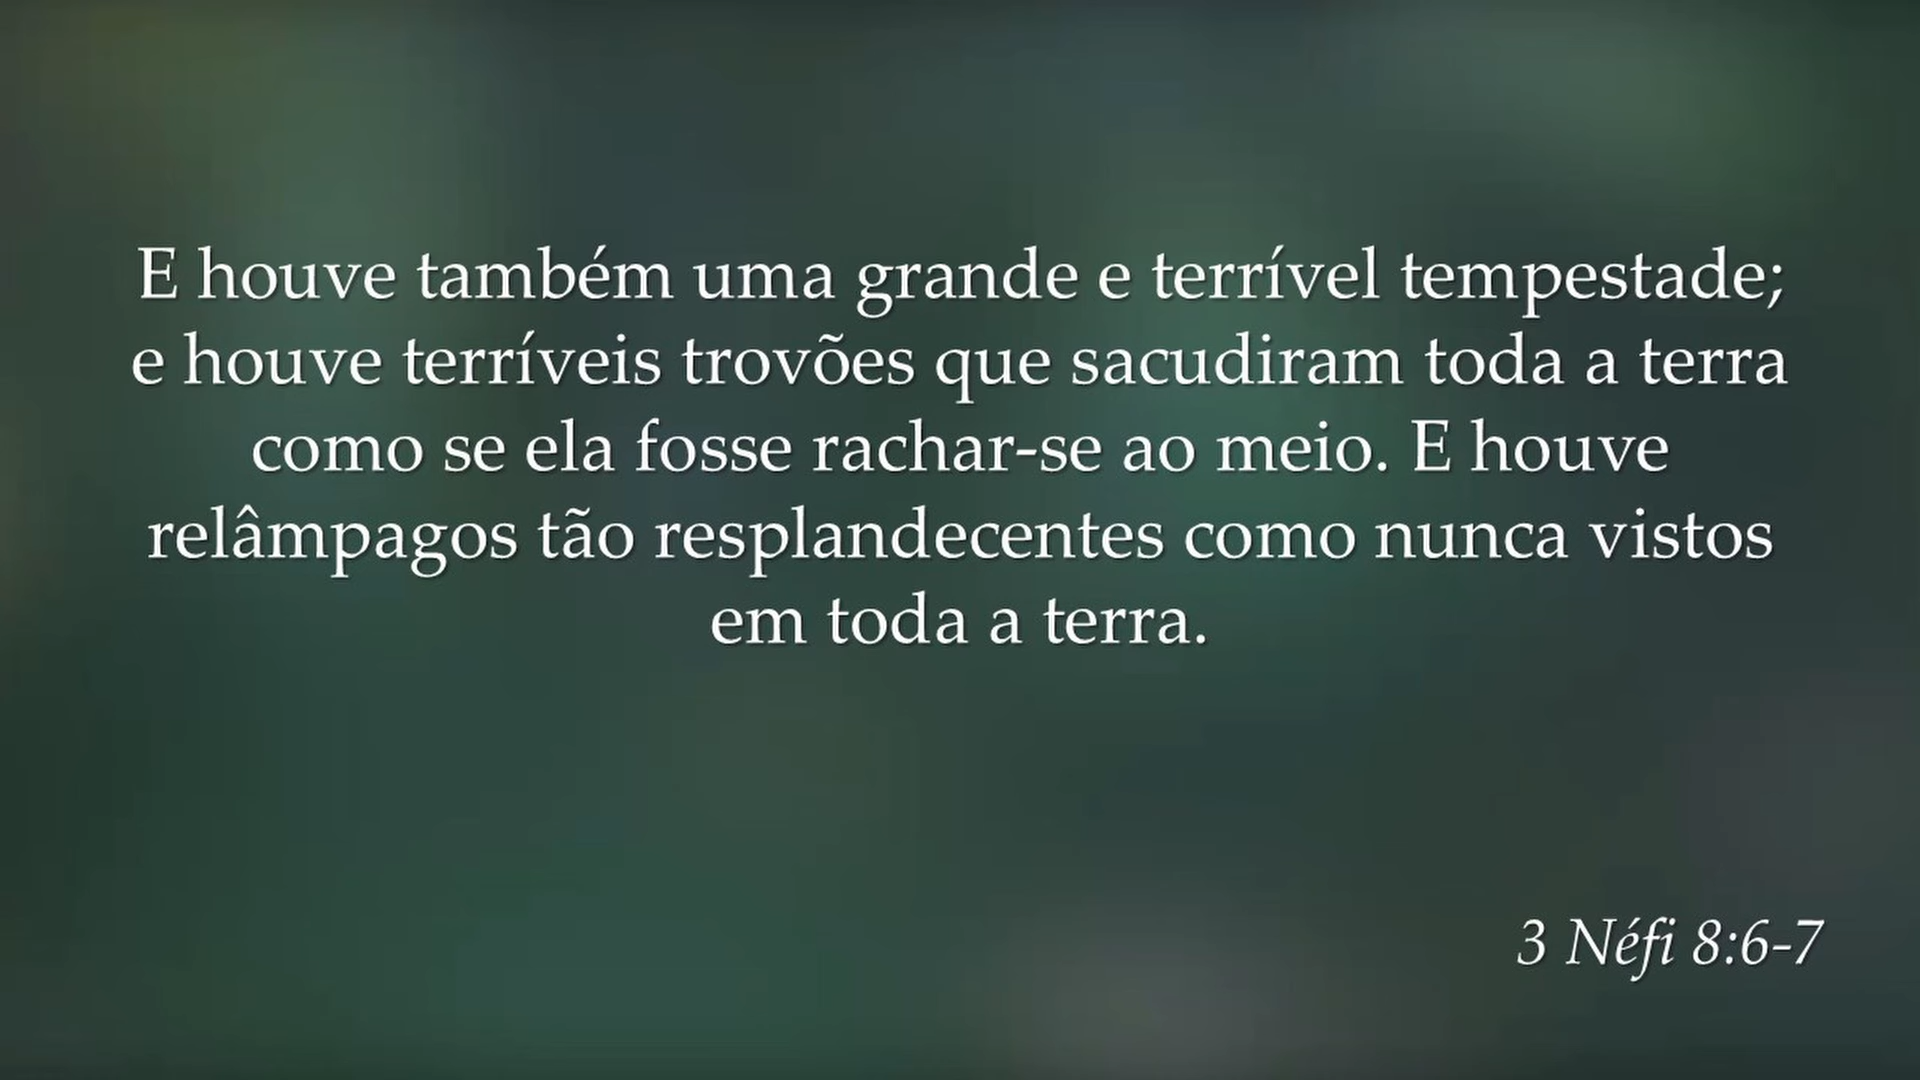 E houve também uma grande e terrível tempestade;
e houve terríveis trovões que sacudiram toda a terra
como se ela fosse rachar-se ao meio. E houve
relâmpagos tão resplandecentes como nunca vistos
em toda a terra.
3 Néfi 8:6-7